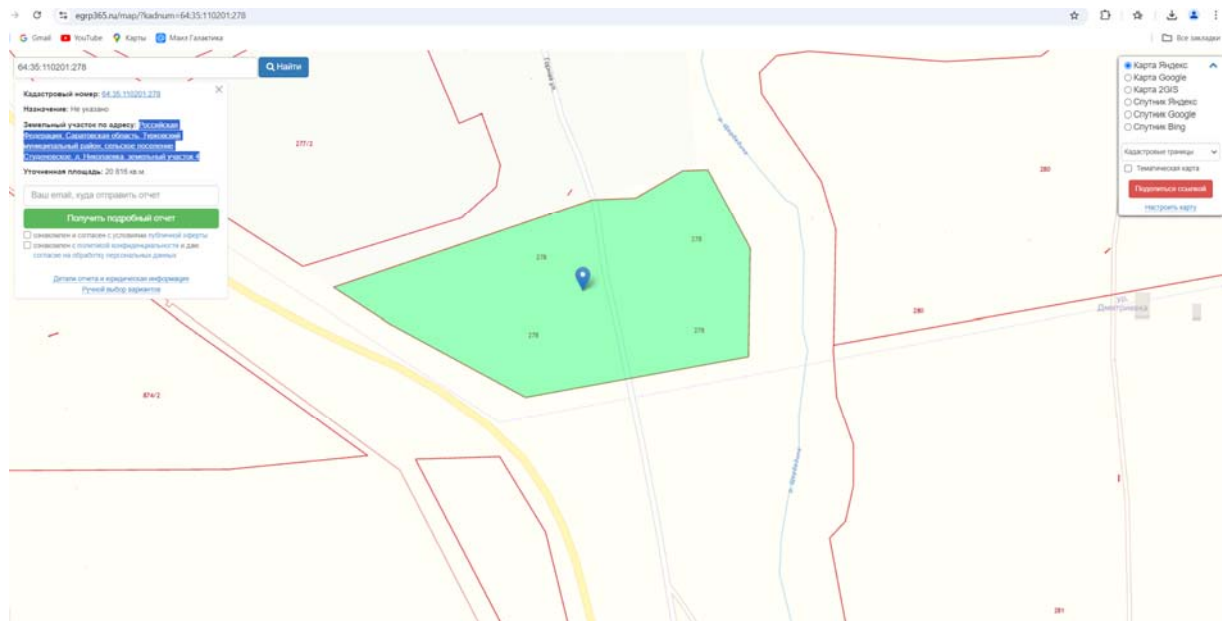 egrp365.ru/map/?kadnum=64:35:110201:278
Gmail YouTube Карты Маил Галактика
Все закладки
64:35:110201:278
Найти
Кадастровый номер: 64:35:110201:278
Назначение: Не указано
Земельный участок по адресу: Российская
Федерация, Саратовская область, Турковский
муниципальный район, сельское поселение
Студеновское, д. Николаевка, земельный участок
Уточненная площадь: 20 816 кв.м.
Ваш email, куда отправить отчет
Получить подробный отчет
ознакомлен и согласен с условиями публичной оферты
ознакомлен с политикой конфиденциальности и даю
согласие на обработку персональных данных
Детали отчета и юридическая информация
Ручной выбор вариантов
Карта Яндекс
Карта Google
Карта 2GIS
Спутник Яндекс
Спутник Google
Спутник Bing
Кадастровые границы
Тематическая карта
Поделиться ссылкой
Настроить карту
Горная ул.
277/2
280
278
278
278
278
280
ур.
Дмитриевка
874/2
281